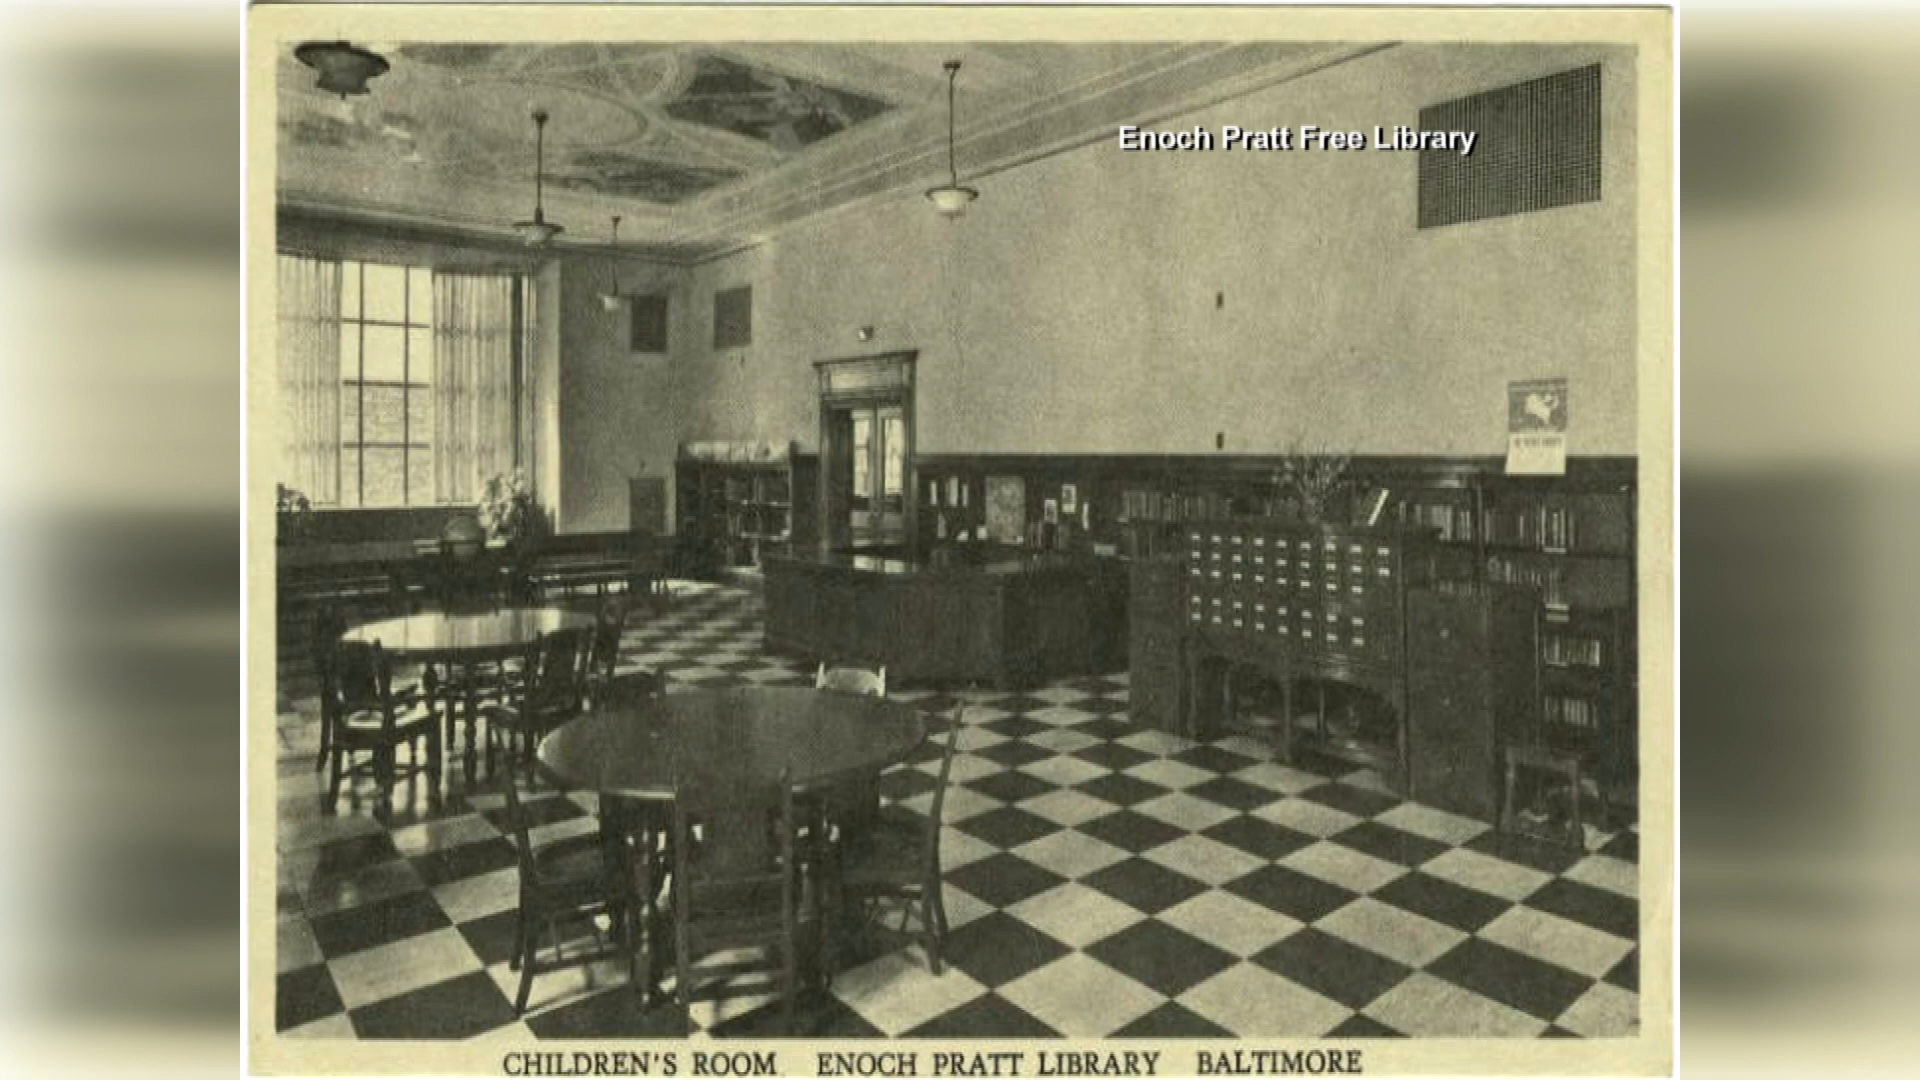 Enoch Pratt Free Library
CHILDREN'S ROOM ENOCH PRATT LIBRARY BALTIMORE